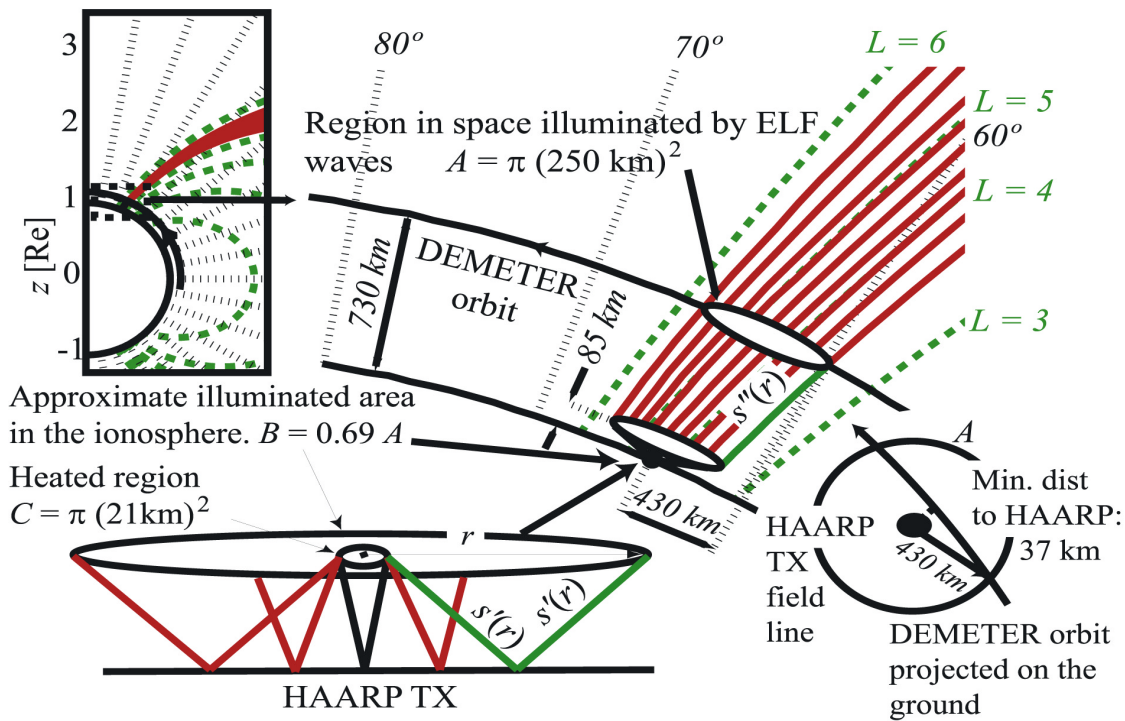 3
2
1
0
-1
z [Re]
80º
70º
L = 6
L = 5
60º
L = 4
L = 3
Region in space illuminated by ELF
waves A = π (250 km)²
DEMETER
orbit
730 km
85 km
s''(r)
430 km
Approximate illuminated area
in the ionosphere. B = 0.69 A
Heated region
C = π (21km)²
r
s'(r)
s'(r)
HAARP TX
A
Min. dist
to HAARP:
37 km
HAARP
TX
field
line
430 km
DEMETER orbit
projected on the
ground